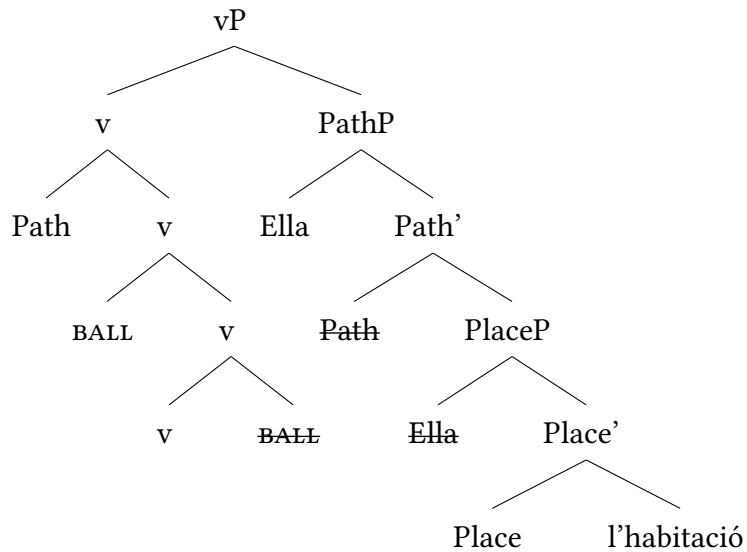 vP
v PathP
Path v Ella Path’
BALL v Path PlaceP
v BALL Ella Place’
Place l'habitació